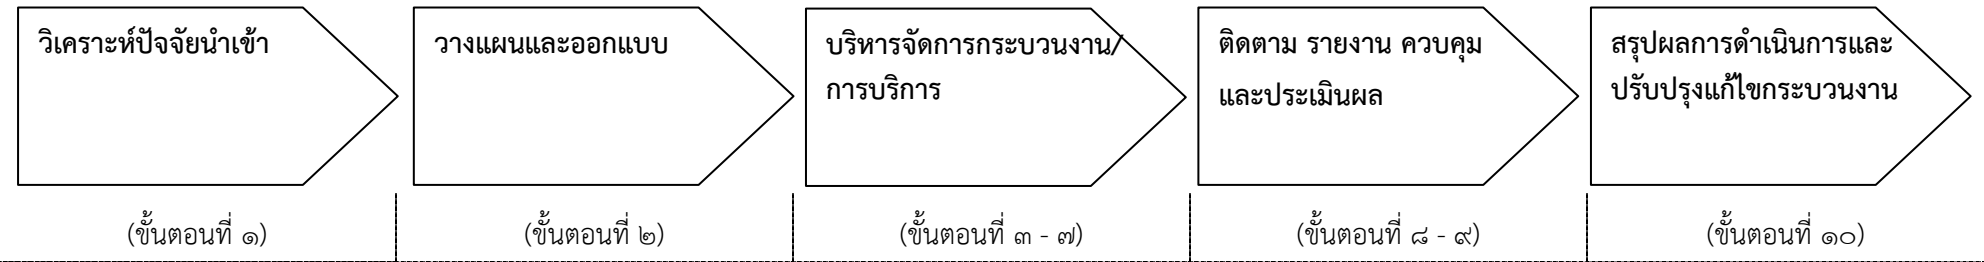 วิเคราะห์ปัจจัยนำเข้า
วางแผนและออกแบบ
บริหารจัดการกระบวนงาน/
การบริการ
ติดตาม รายงาน ควบคุม
และประเมินผล
สรุปผลการดำเนินการและ
ปรับปรุงแก้ไขกระบวนงาน
(ขั้นตอนที่ ๑)
(ขั้นตอนที่ ๒)
(ขั้นตอนที่ ๓ - ๗)
(ขั้นตอนที่ ๘ - ๙)
(ขั้นตอนที่ ๑๐)